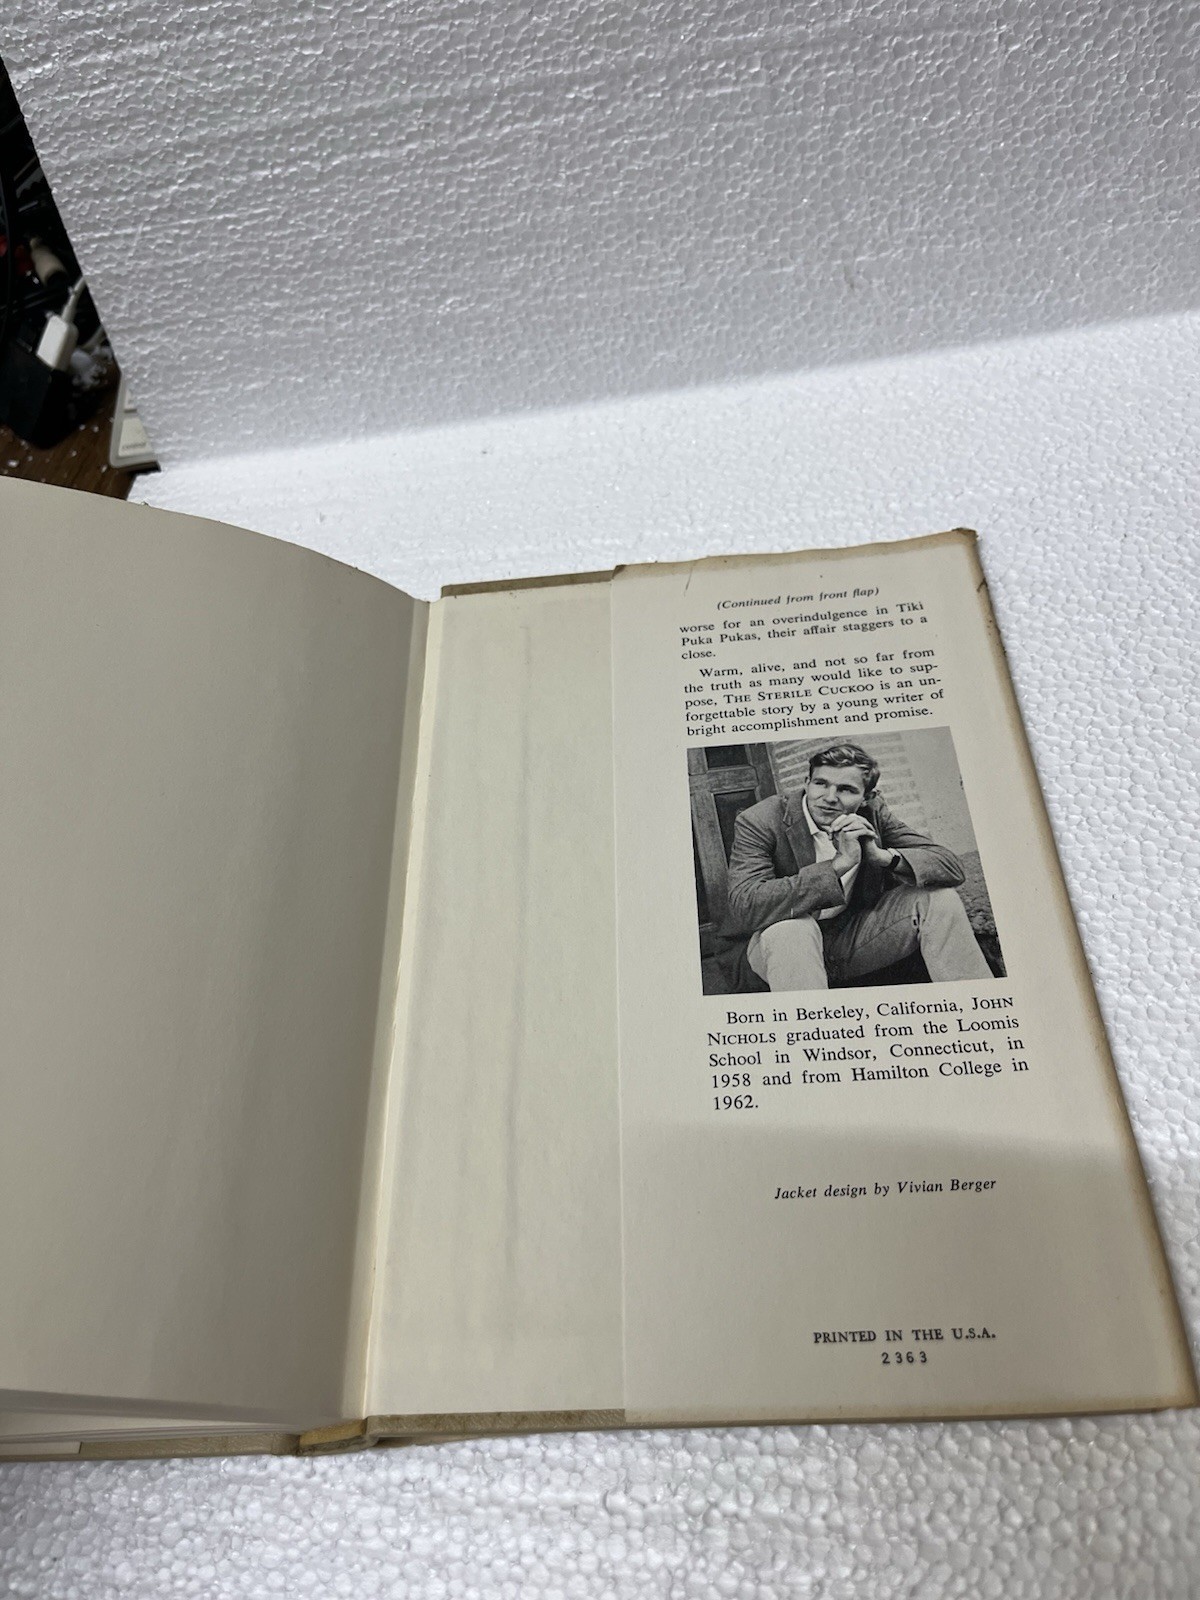 (Continued from front flap)
worse for an overindulgence in Tiki
Puka Pukas, their affair staggers to a
close.
Warm, alive, and not so far from
the truth as many would like to sup-
pose, THE STERILE CUCKOO is an un-
forgettable story by a young writer of
bright accomplishment and promise.
Born in Berkeley, California, JOHN
NICHOLS graduated from the Loomis
School in Windsor, Connecticut, in
1958 and from Hamilton College in
1962.
Jacket design by Vivian Berger
PRINTED IN THE U.S.A.
2363